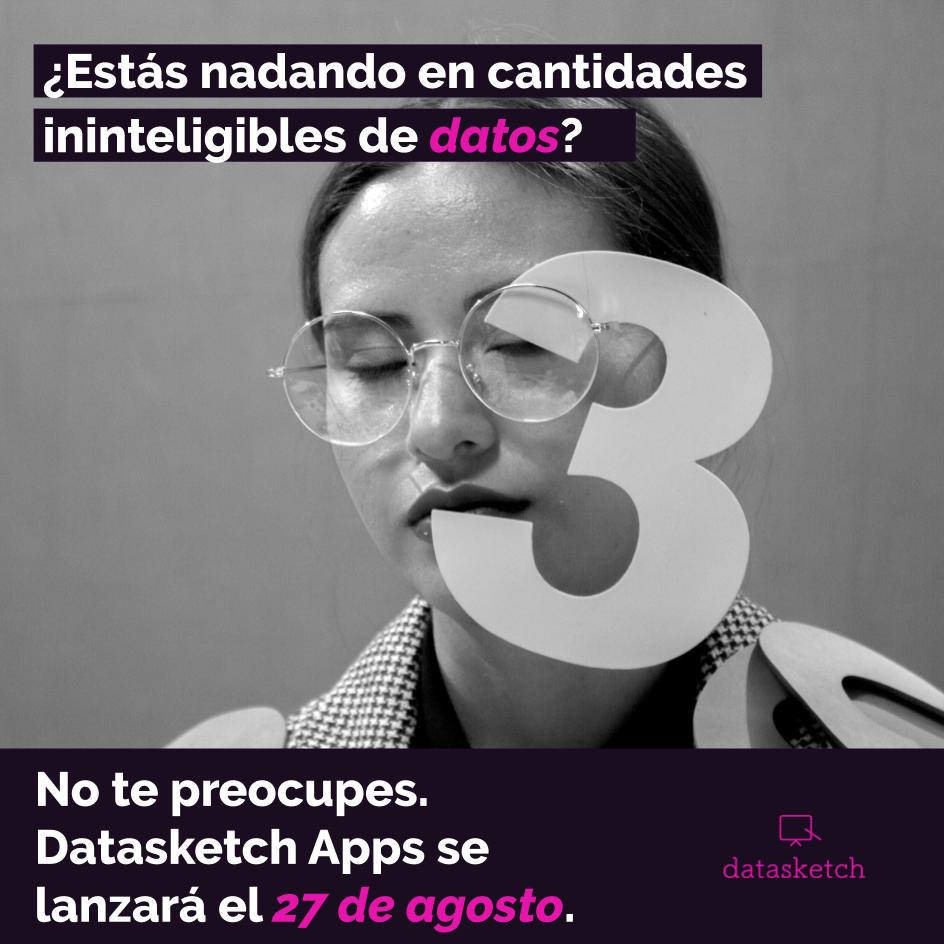 ¿Estás nadando en cantidades
ininteligibles de datos?
3
No te preocupes.
Datasketch Apps se
lanzará el 27 de agosto.
datasketch